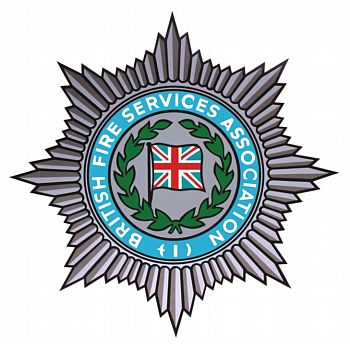 BRITISH FIRE SERVICES ASSOCIATION
{1}